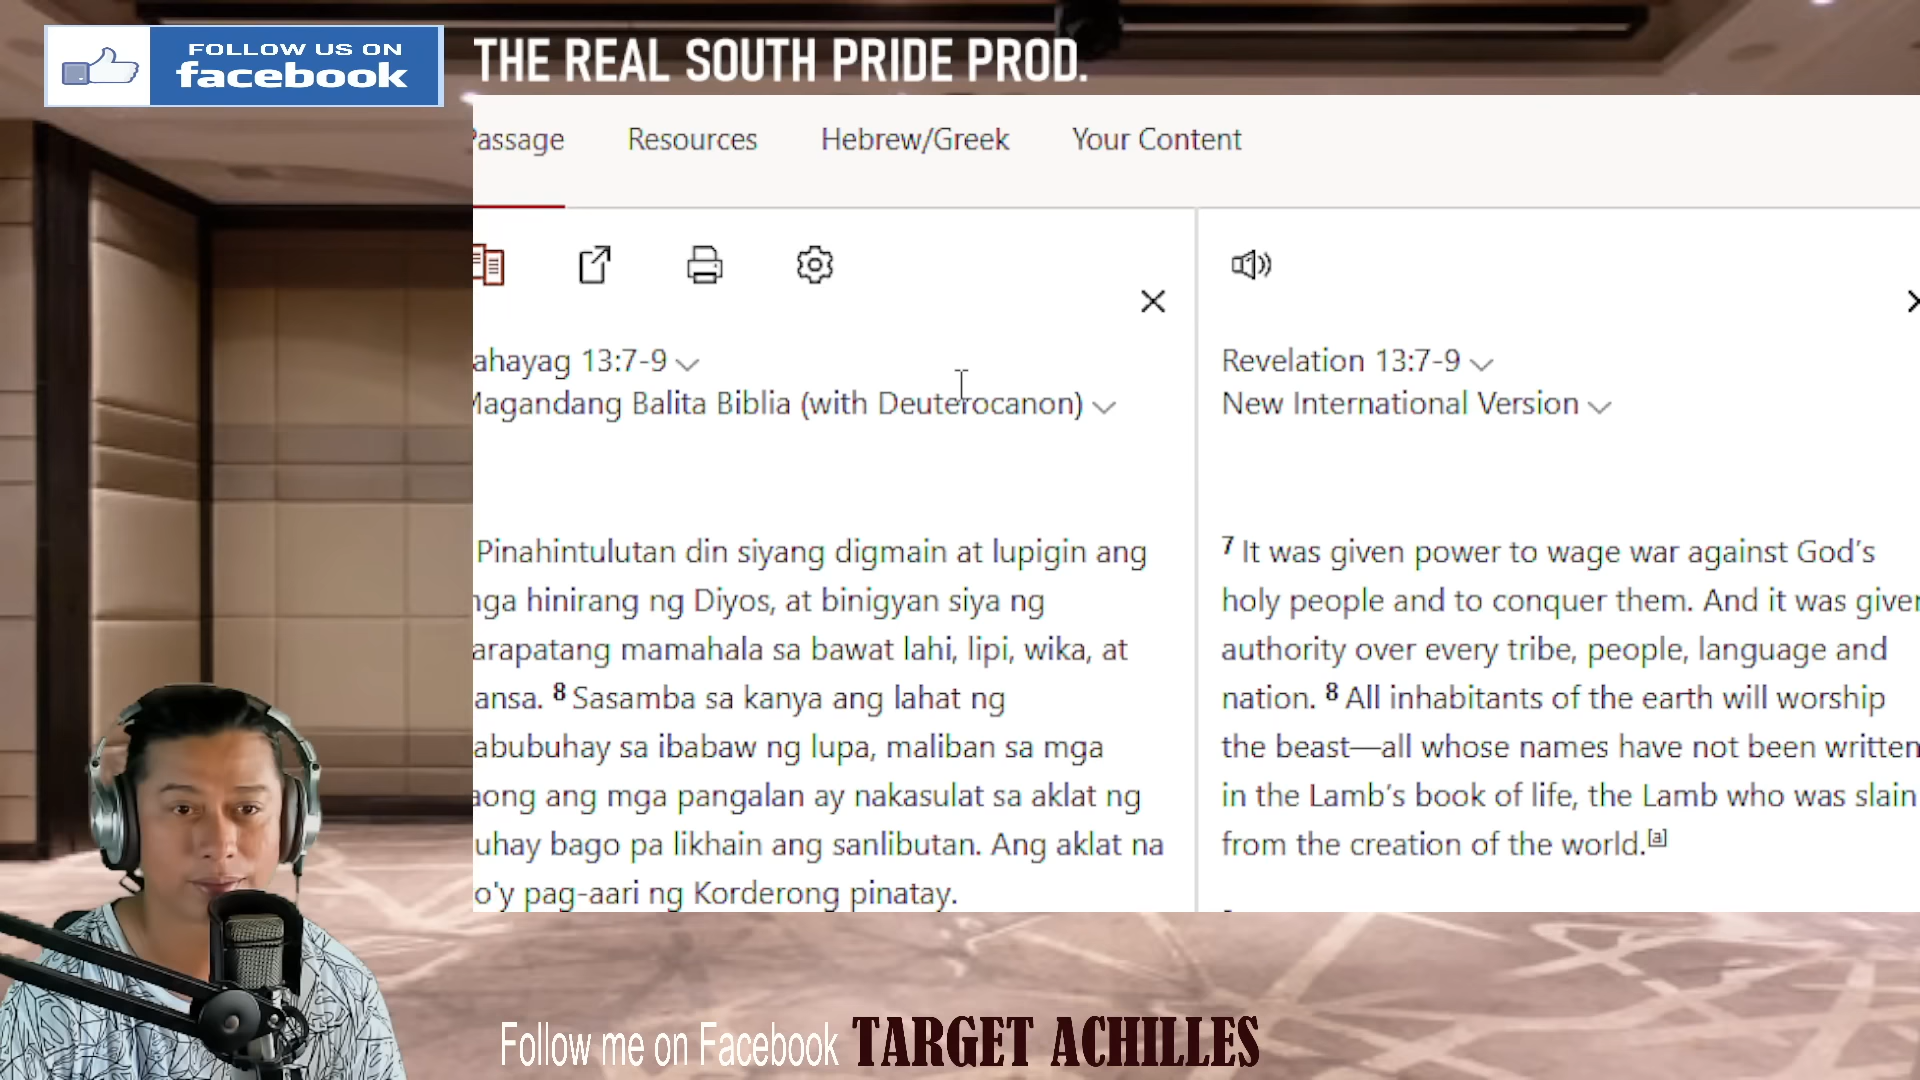 FOLLOW US ON
facebook
THE REAL SOUTH PRIDE PROD.
Passage Resources Hebrew/Greek Your Content
ahayag 13:7-9
Magandang Balita Biblia (with Deuterocanon)
Pinahintulutan din siyang digmain at lupigin ang
nga hinirang ng Diyos, at binigyan siya ng
arapatang mamahala sa bawat lahi, lipi, wika, at
ansa. 8 Sasamba sa kanya ang lahat ng
abubuhay sa ibabaw ng lupa, maliban sa mga
aong ang mga pangalan ay nakasulat sa aklat ng
uhay bago pa likhain ang sanlibutan. Ang aklat na
o'y pag-aari ng Korderong pinatay.
Revelation 13:7-9
New International Version
7 It was given power to wage war against God's
holy people and to conquer them. And it was given
authority over every tribe, people, language and
nation. 8 All inhabitants of the earth will worship
the beast—all whose names have not been written
in the Lamb's book of life, the Lamb who was slain
from the creation of the world.[a]
Follow me on Facebook TARGET ACHILLES